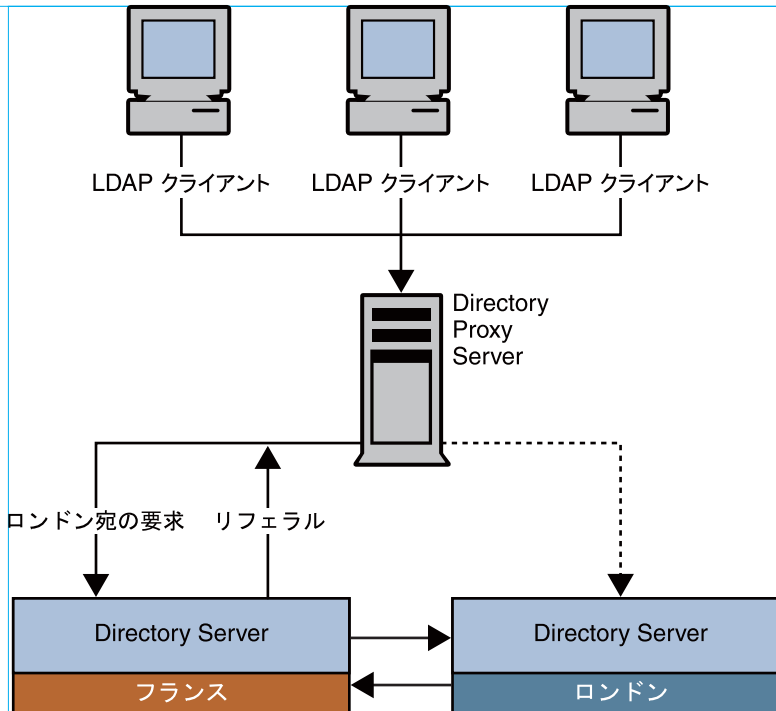 LDAP クライアント
LDAP クライアント
LDAP クライアント
Directory
Proxy
Server
ロンドン宛の要求
リフェラル
Directory Server
フランス
Directory Server
ロンドン